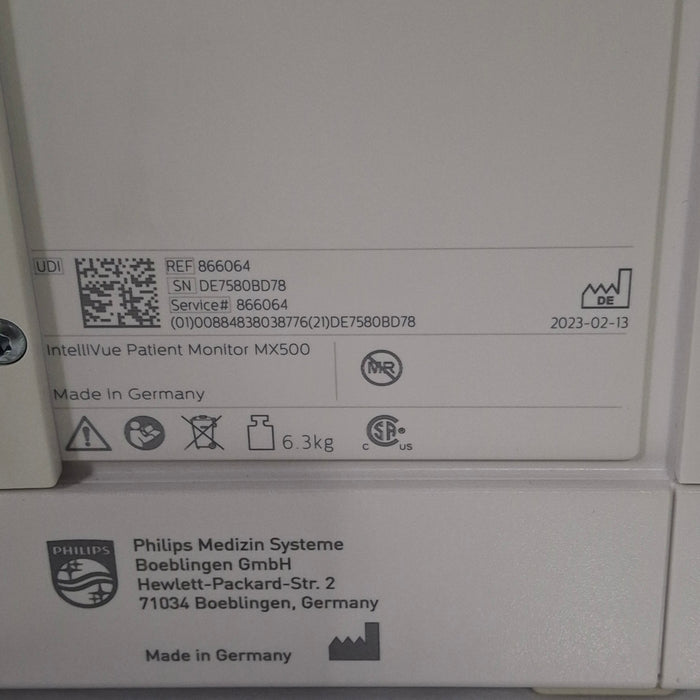 UDI
REF 866064
SN DE7580BD78
Service# 866064
(01)00884838038776(21)DE7580BD78
DE
2023-02-13
IntelliVue Patient Monitor MX500
MR
Made in Germany
6.3kg
C SA® US
PHILIPS
Philips Medizin Systeme
Boeblingen GmbH
Hewlett-Packard-Str. 2
71034 Boeblingen, Germany
Made in Germany